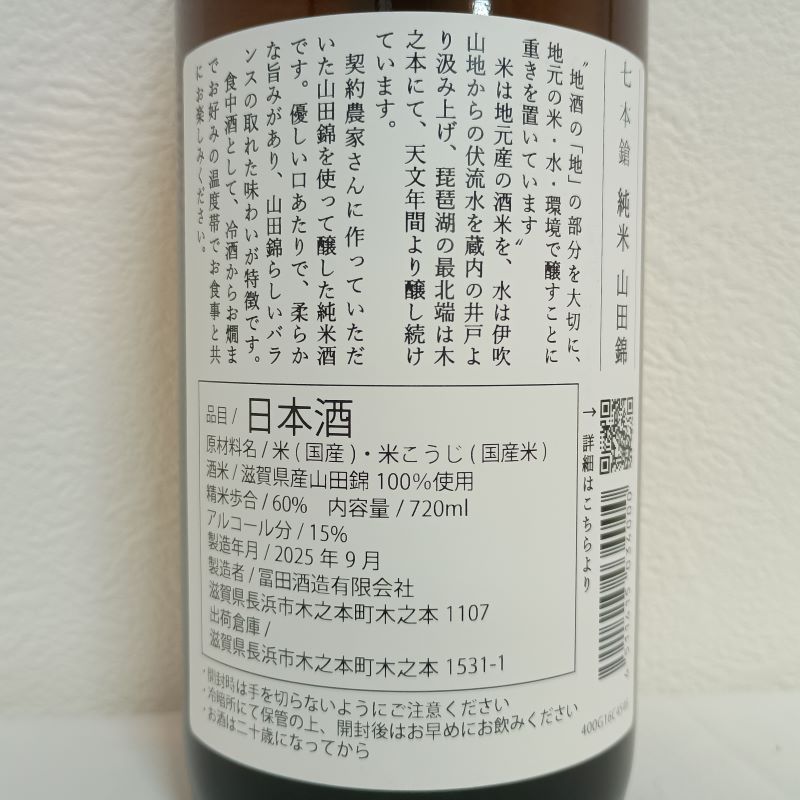 七本鎗 純米 山田錦
"地酒の「地」の部分を大切に、
地元の米・水・環境で醸すことに
重きを置いています"
米は地元産の酒米を、水は伊吹
山地からの伏流水を蔵内の井戸よ
り汲み上げ、琵琶湖の最北端は木
之本にて、天文年間より醸し続け
ています。
契約農家さんに作っていただ
いた山田錦を使って醸した純米酒
です。優しい口あたりで、柔らか
な旨みがあり、山田錦らしいバラ
ンスの取れた味わいが特徴です。
食中酒として、冷酒からお燗ま
でお好みの温度帯でお食事と共
にお楽しみください。
→詳細はこちらより
品目/日本酒
原材料名/米(国産)・米こうじ(国産米)
酒米/滋賀県産山田錦100%使用
精米歩合/60% 内容量/720ml
アルコール分/15%
製造年月/2025年9月
製造者/冨田酒造有限会社
滋賀県長浜市木之本町木之本1107
出荷倉庫/
滋賀県長浜市木之本町木之本1531-1
・開封時は手を切らないようにご注意ください
・冷暗所にて保管の上、開封後はお早めにお飲みください
・お酒は二十歳になってから